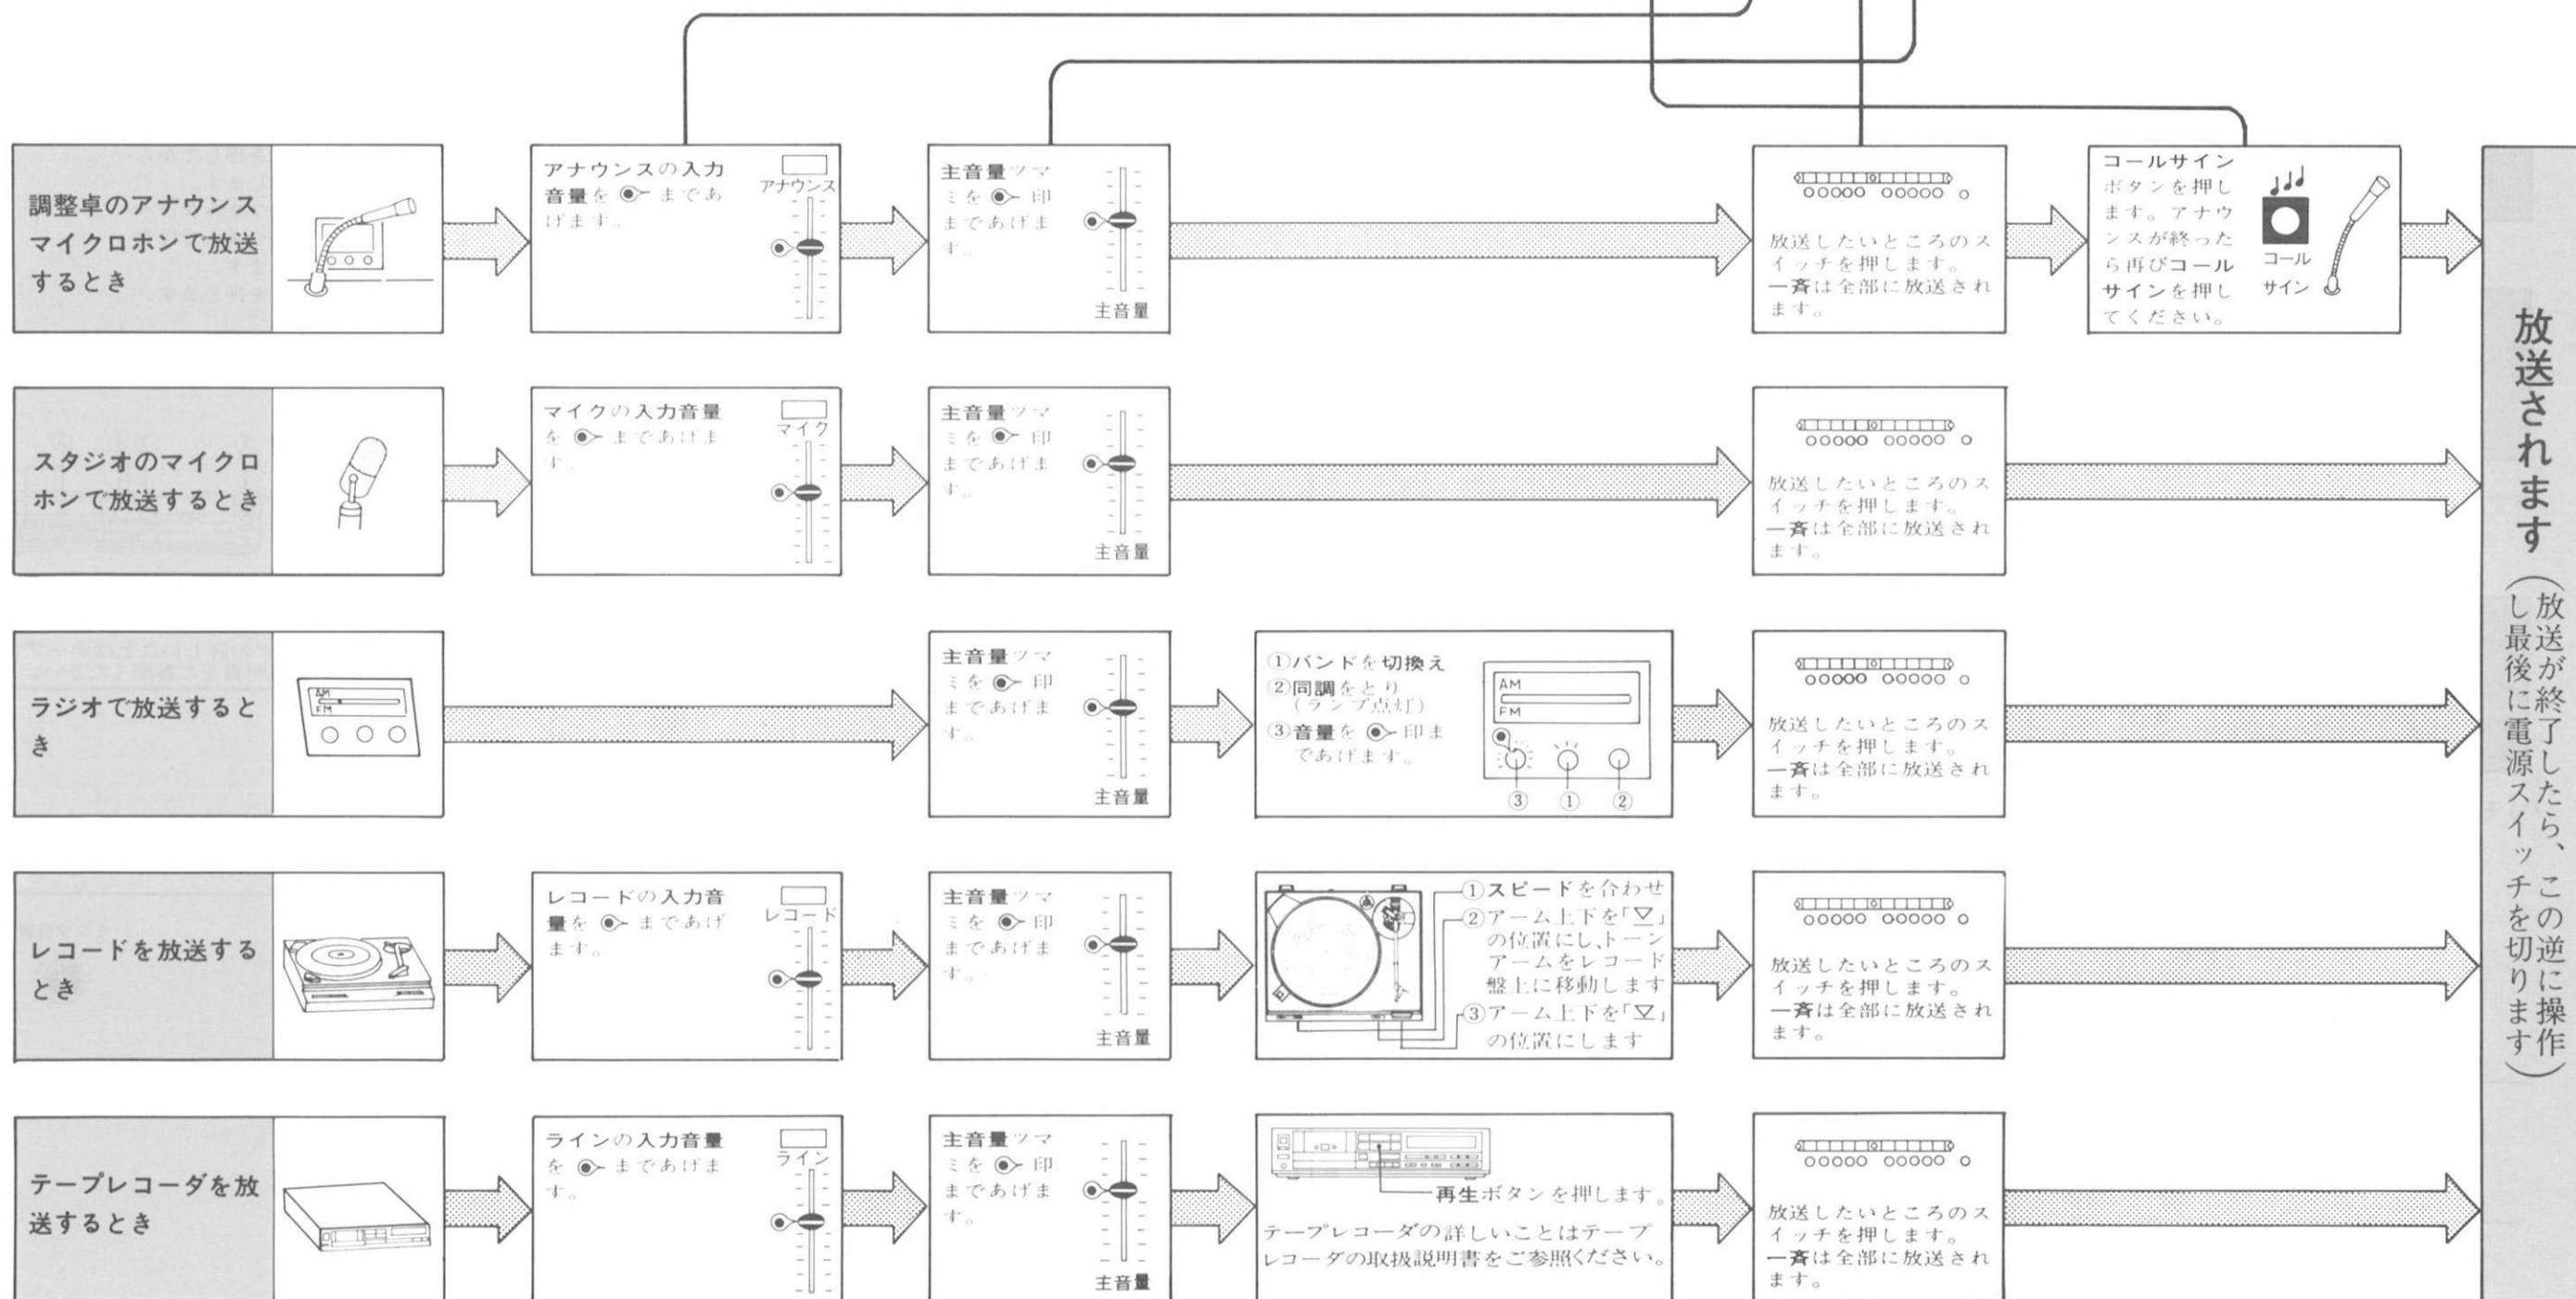 調整卓のアナウンス
マイクロホンで放送
するとき
アナウンスの入力
音量を まであ
げます。
アナウンス
主音量ツマ
ミを 印
まであげま
す。
主音量
放送したいところのス
イッチを押します。
一斉は全部に放送され
ます。
コールサイン
ボタンを押し
ます。アナウ
ンスが終った
ら再びコール
サインを押し
てください。
コール
サイン
スタジオのマイクロ
ホンで放送するとき
マイクの入力音量
を まであげま
す。
マイク
主音量ツマ
ミを 印
まであげま
す。
主音量
放送したいところのス
イッチを押します。
一斉は全部に放送され
ます。
ラジオで放送すると
き
AM
FM
主音量ツマ
ミを 印
まであげま
す。
主音量
①バンドを切換え
②同調をとり
(ランプ点灯)
③音量を 印ま
であげます。
AM
FM
③ ① ②
放送したいところのス
イッチを押します。
一斉は全部に放送され
ます。
レコードを放送する
とき
レコードの入力音
量を まであげ
ます。
レコード
主音量ツマ
ミを 印
まであげま
す。
主音量
①スピードを合わせ
②アーム上下を「▽」
の位置にし、トーン
アームをレコード
盤上に移動します
③アーム上下を「▽」
の位置にします
放送したいところのス
イッチを押します。
一斉は全部に放送され
ます。
テープレコーダを放
送するとき
ラインの入力音量
を まであげま
す。
ライン
主音量ツマ
ミを 印
まであげま
す。
主音量
再生ボタンを押します。
テープレコーダの詳しいことはテープ
レコーダの取扱説明書をご参照ください。
放送したいところのス
イッチを押します。
一斉は全部に放送され
ます。
放送されます
(放送が終了したら、この逆に操作
し最後に電源スイッチを切ります)